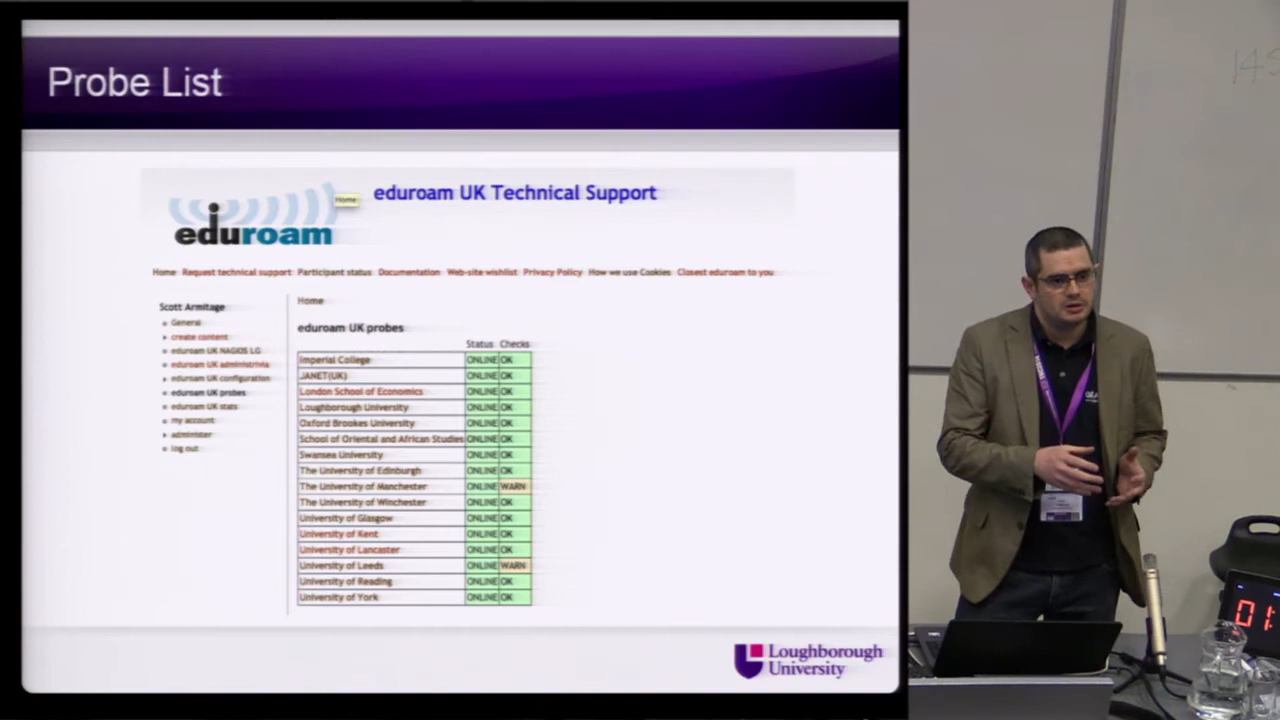 Probe List
Home
eduroam UK Technical Support
eduroam
Home Request technical support Participant status Documentation Web-site wishlist Privacy Policy How we use Cookies Closest eduroam to you
Scott Armitage
General
create content
eduroam UK NAGIOS LG
eduroam UK administrivia
eduroam UK configuration
eduroam UK probes
eduroam UK stats
my account
administer
log out
Home
eduroam UK probes
Status Checks
Imperial College ONLINE OK
JANET(UK) ONLINE OK
London School of Economics ONLINE OK
Loughborough University ONLINE OK
Oxford Brookes University ONLINE OK
School of Oriental and African Studies ONLINE OK
Swansea University ONLINE OK
The University of Edinburgh ONLINE OK
The University of Manchester ONLINE WARN
The University of Winchester ONLINE OK
University of Glasgow ONLINE OK
University of Kent ONLINE OK
University of Lancaster ONLINE OK
University of Leeds ONLINE WARN
University of Reading ONLINE OK
University of York ONLINE OK
Loughborough
University
01: